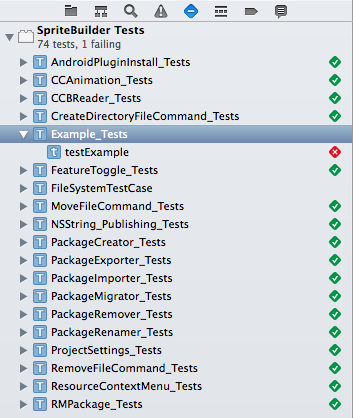 SpriteBuilder Tests
74 tests, 1 failing
T AndroidPluginInstall_Tests
T CCAnimation_Tests
T CCBReader_Tests
T CreateDirectoryFileCommand_Tests
T Example_Tests
t testExample
T FeatureToggle_Tests
T FileSystemTestCase
T MoveFileCommand_Tests
T NSString_Publishing_Tests
T PackageCreator_Tests
T PackageExporter_Tests
T PackageImporter_Tests
T PackageMigrator_Tests
T PackageRemover_Tests
T PackageRenamer_Tests
T ProjectSettings_Tests
T RemoveFileCommand_Tests
T ResourceContextMenu_Tests
T RMPackage_Tests